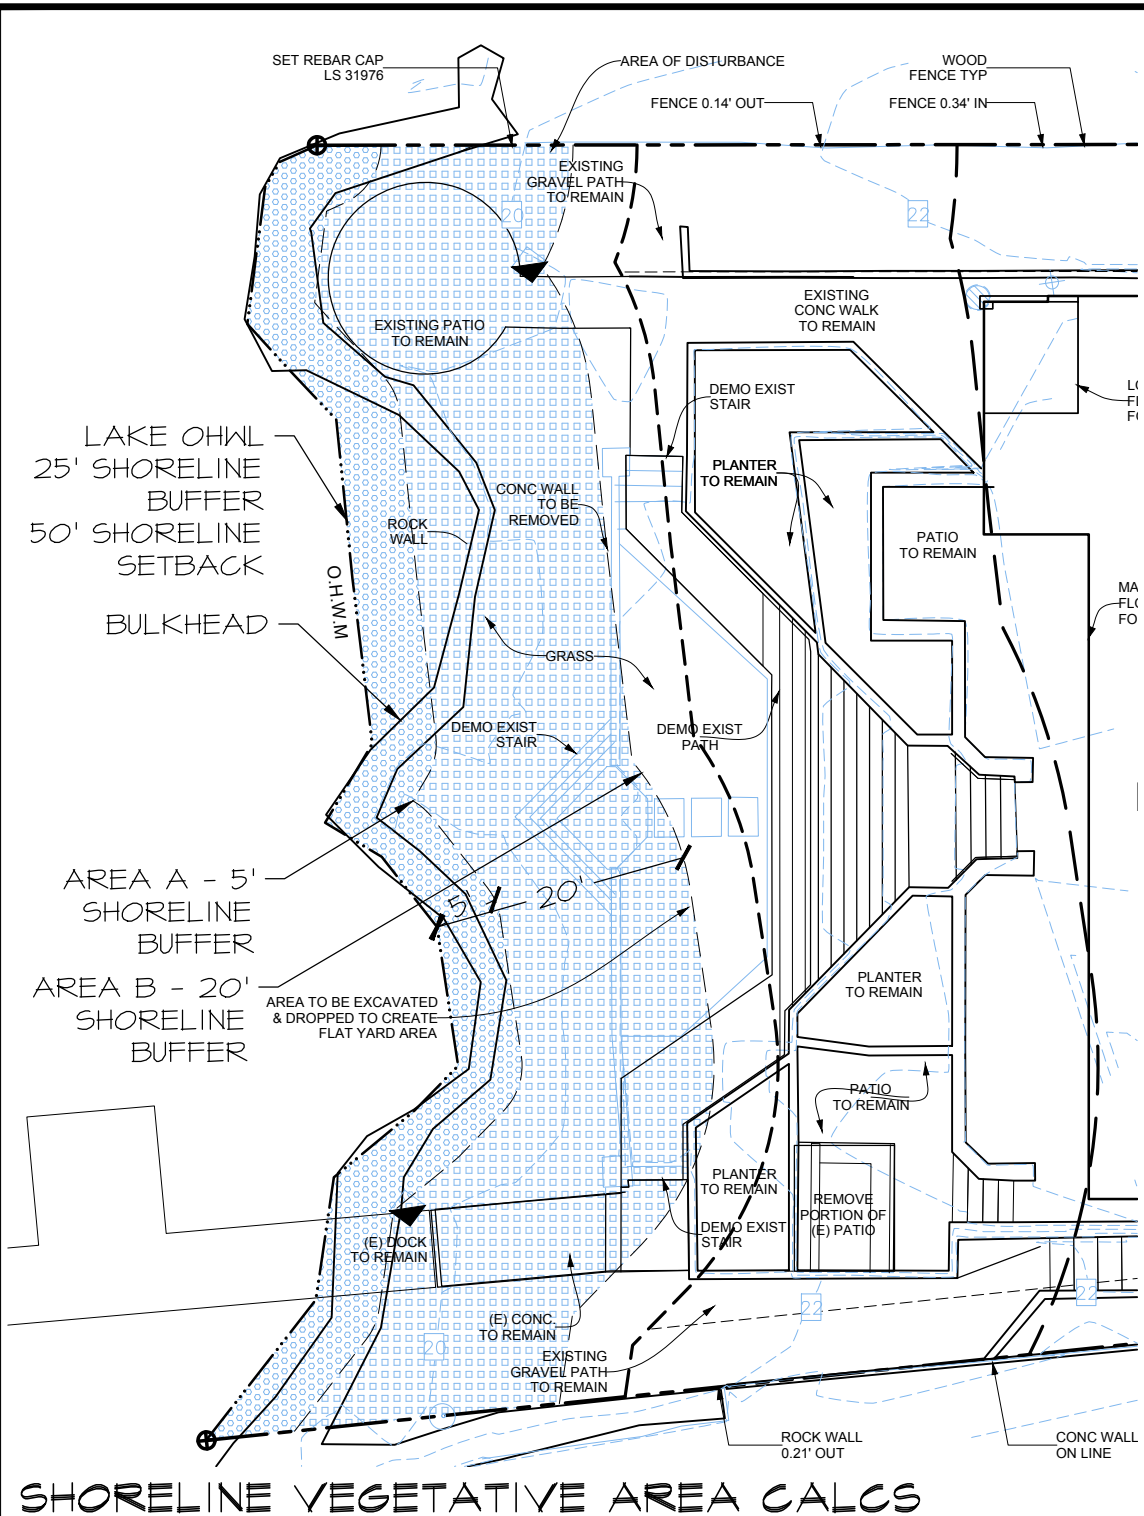 SET REBAR CAP
LS 31976
AREA OF DISTURBANCE
WOOD
FENCE TYP
FENCE 0.14' OUT
FENCE 0.34' IN
EXISTING
GRAVEL PATH
TO REMAIN
20
22
EXISTING
CONC WALK
TO REMAIN
EXISTING PATIO
TO REMAIN
DEMO EXIST
STAIR
LAKE OHWL
25' SHORELINE
BUFFER
50' SHORELINE
SETBACK
BULKHEAD
PLANTER
TO REMAIN
CONC WALL
TO BE
REMOVED
ROCK
WALL
PATIO
TO REMAIN
O.H.W.M
GRASS
DEMO EXIST
STAIR
DEMO EXIST
PATH
AREA A - 5'
SHORELINE
BUFFER
5'
20'
AREA B - 20'
SHORELINE
BUFFER
AREA TO BE EXCAVATED
& DROPPED TO CREATE
FLAT YARD AREA
PLANTER
TO REMAIN
PATIO
TO REMAIN
PLANTER
TO REMAIN
REMOVE
PORTION OF
(E) PATIO
DEMO EXIST
STAIR
(E) DOCK
TO REMAIN
(E) CONC.
TO REMAIN
20
22
22
EXISTING
GRAVEL PATH
TO REMAIN
ROCK WALL
0.21' OUT
CONC WALL
ON LINE
SHORELINE VEGETATIVE AREA CALCS